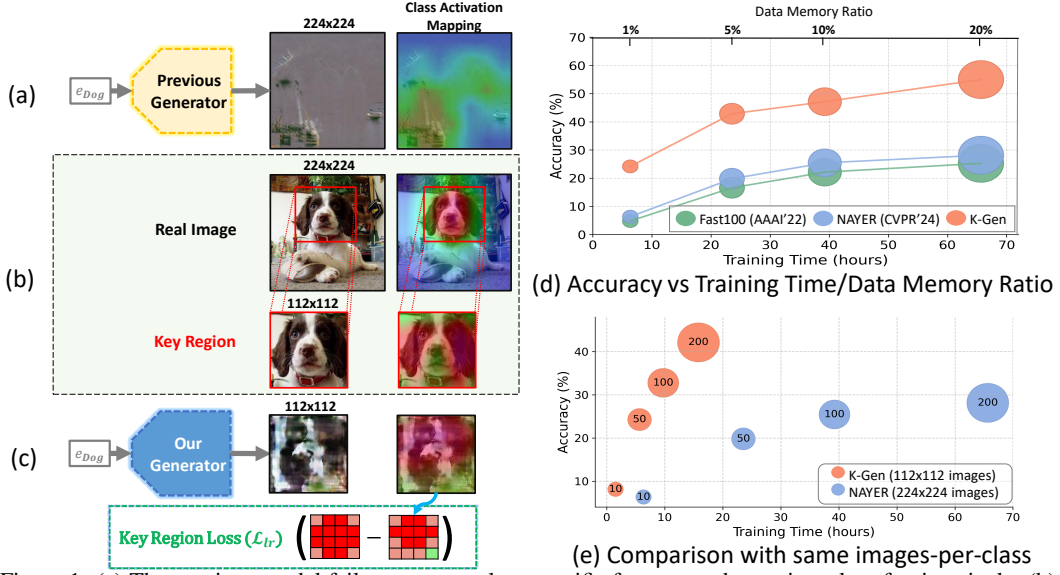 (a)
e_Dog
Previous Generator
224x224
Class Activation Mapping
(b)
Real Image
224x224
Key Region
112x112
(c)
e_Dog
Our Generator
112x112
Key Region Loss (ℒ_lr) ( − )
Data Memory Ratio
1% 5% 10% 20%
Accuracy (%)
70
60
50
40
30
20
10
0
Fast100 (AAAI'22) NAYER (CVPR'24) K-Gen
0 10 20 30 40 50 60 70
Training Time (hours)
(d) Accuracy vs Training Time/Data Memory Ratio
Accuracy (%)
40
30
20
10
200
100
50
10
200
100
50
10
K-Gen (112x112 images)
NAYER (224x224 images)
0 10 20 30 40 50 60 70
Training Time (hours)
(e) Comparison with same images-per-class